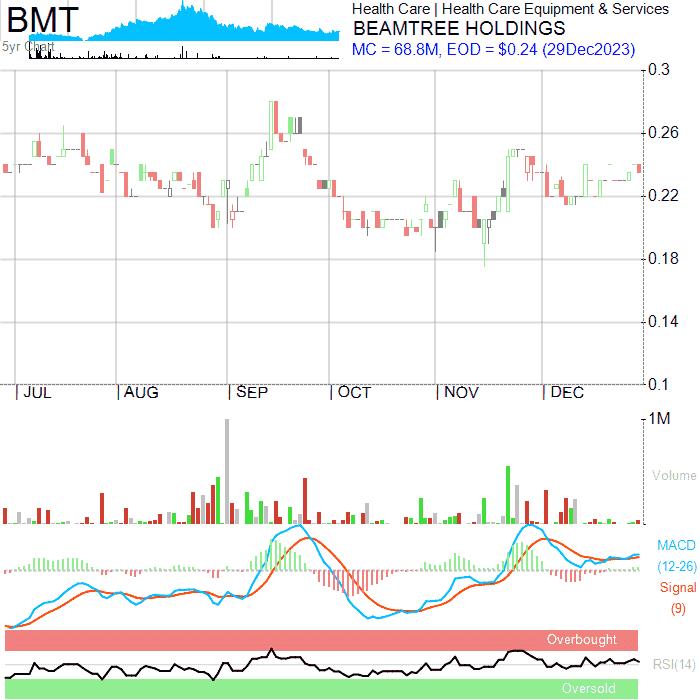 BMT
5yr Chart
Health Care | Health Care Equipment & Services
BEAMTREE HOLDINGS
MC = 68.8M, EOD = $0.24 (29Dec2023)
0.3
0.26
0.22
0.18
0.14
0.1
JUL AUG SEP OCT NOV DEC
1M
Volume
MACD
(12-26)
Signal
(9)
Overbought
RSI(14)
Oversold